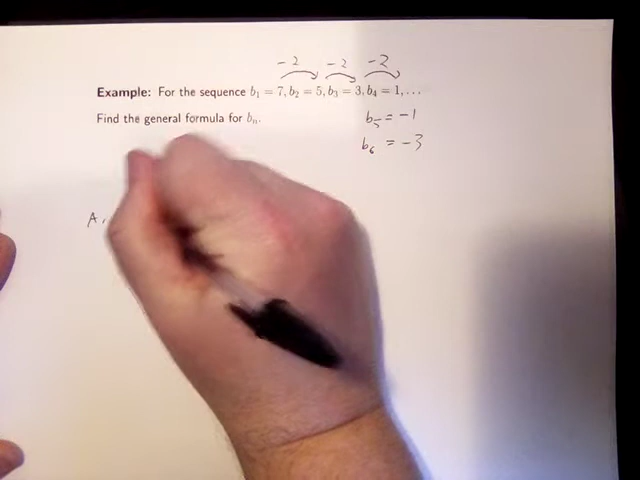 -2 -2 -2
Example: For the sequence b₁ = 7, b₂ = 5, b₃ = 3, b₄ = 1, ...
Find the general formula for bₙ.
b₅ = -1
b₆ = -3
A,